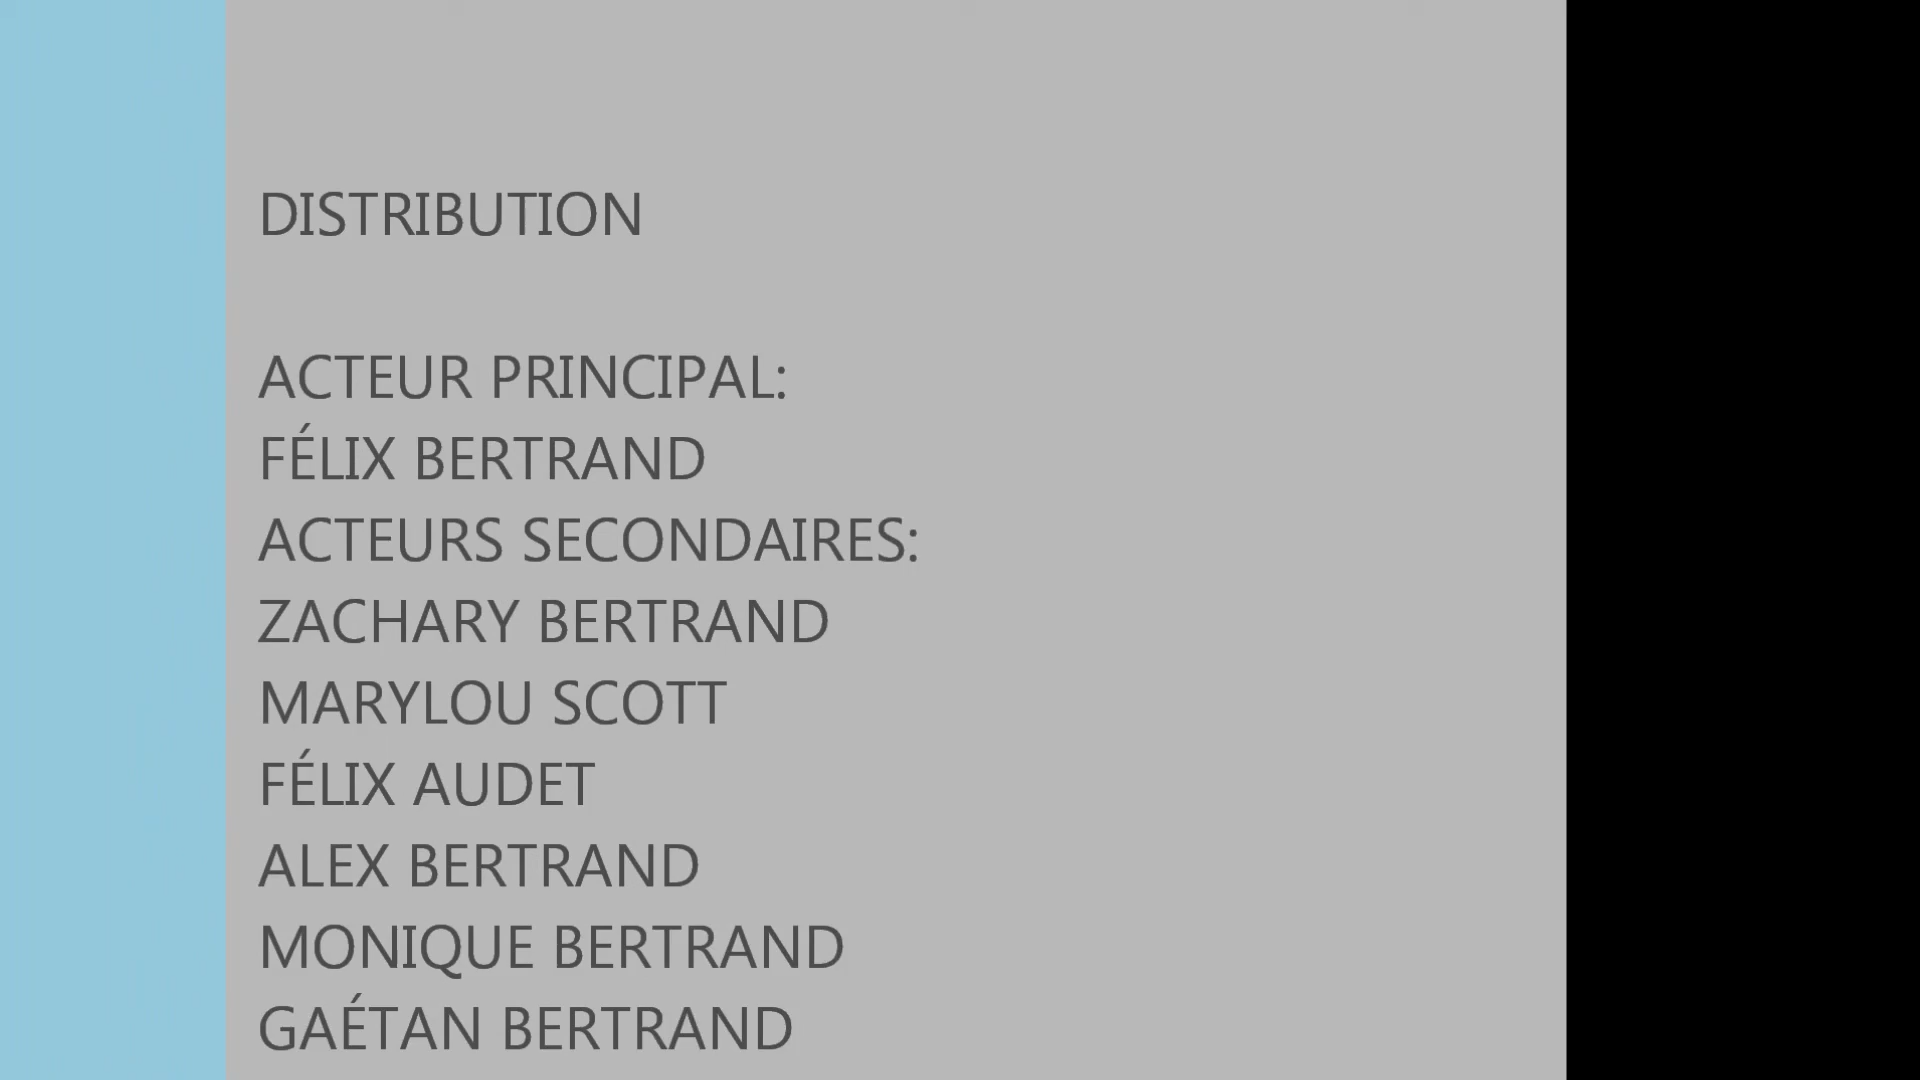 DISTRIBUTION
ACTEUR PRINCIPAL:
FÉLIX BERTRAND
ACTEURS SECONDAIRES:
ZACHARY BERTRAND
MARYLOU SCOTT
FÉLIX AUDET
ALEX BERTRAND
MONIQUE BERTRAND
GAÉTAN BERTRAND